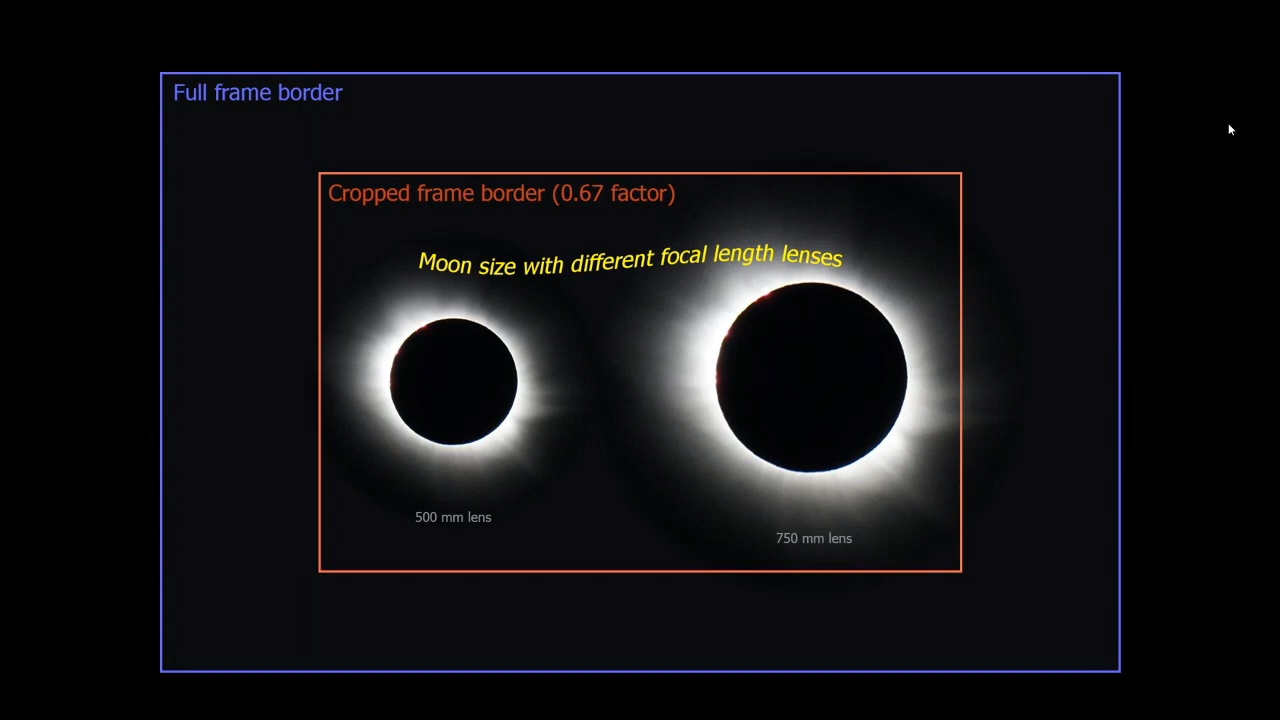 Full frame border
Cropped frame border (0.67 factor)
Moon size with different focal length lenses
500 mm lens
750 mm lens